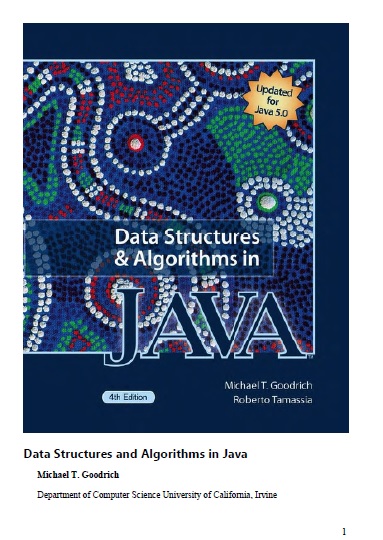 Updated
for
Java 5.0
Data Structures
& Algorithms in
JAVA
4th Edition
Michael T. Goodrich
Roberto Tamassia
Data Structures and Algorithms in Java
Michael T. Goodrich
Department of Computer Science University of California, Irvine
1